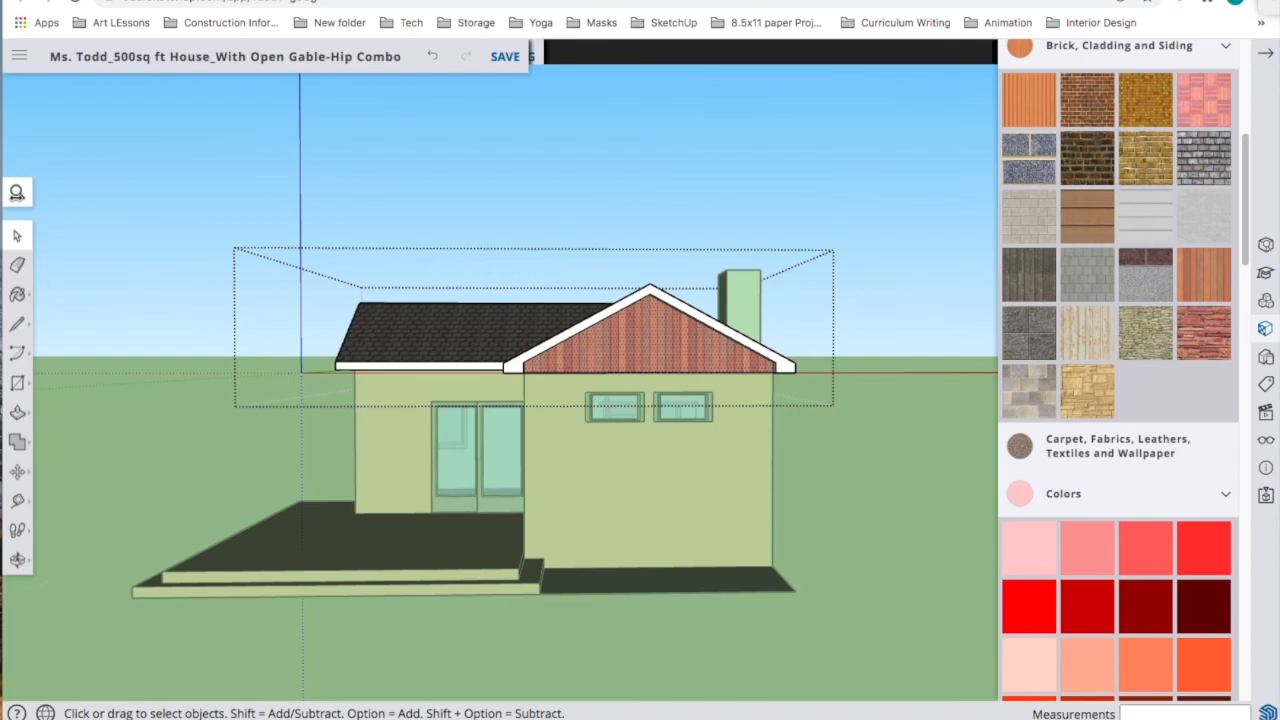 Apps Art LEssons Construction Infor... New folder Tech Storage Yoga Masks SketchUp 8.5x11 paper Proj... Curriculum Writing Animation Interior Design »
Ms. Todd_500sq ft House_With Open Gable-Hip Combo SAVE
Brick, Cladding and Siding
Carpet, Fabrics, Leathers,
Textiles and Wallpaper
Colors
Click or drag to select objects. Shift = Add/Subtract. Option = Add. Shift + Option = Subtract.
Measurements